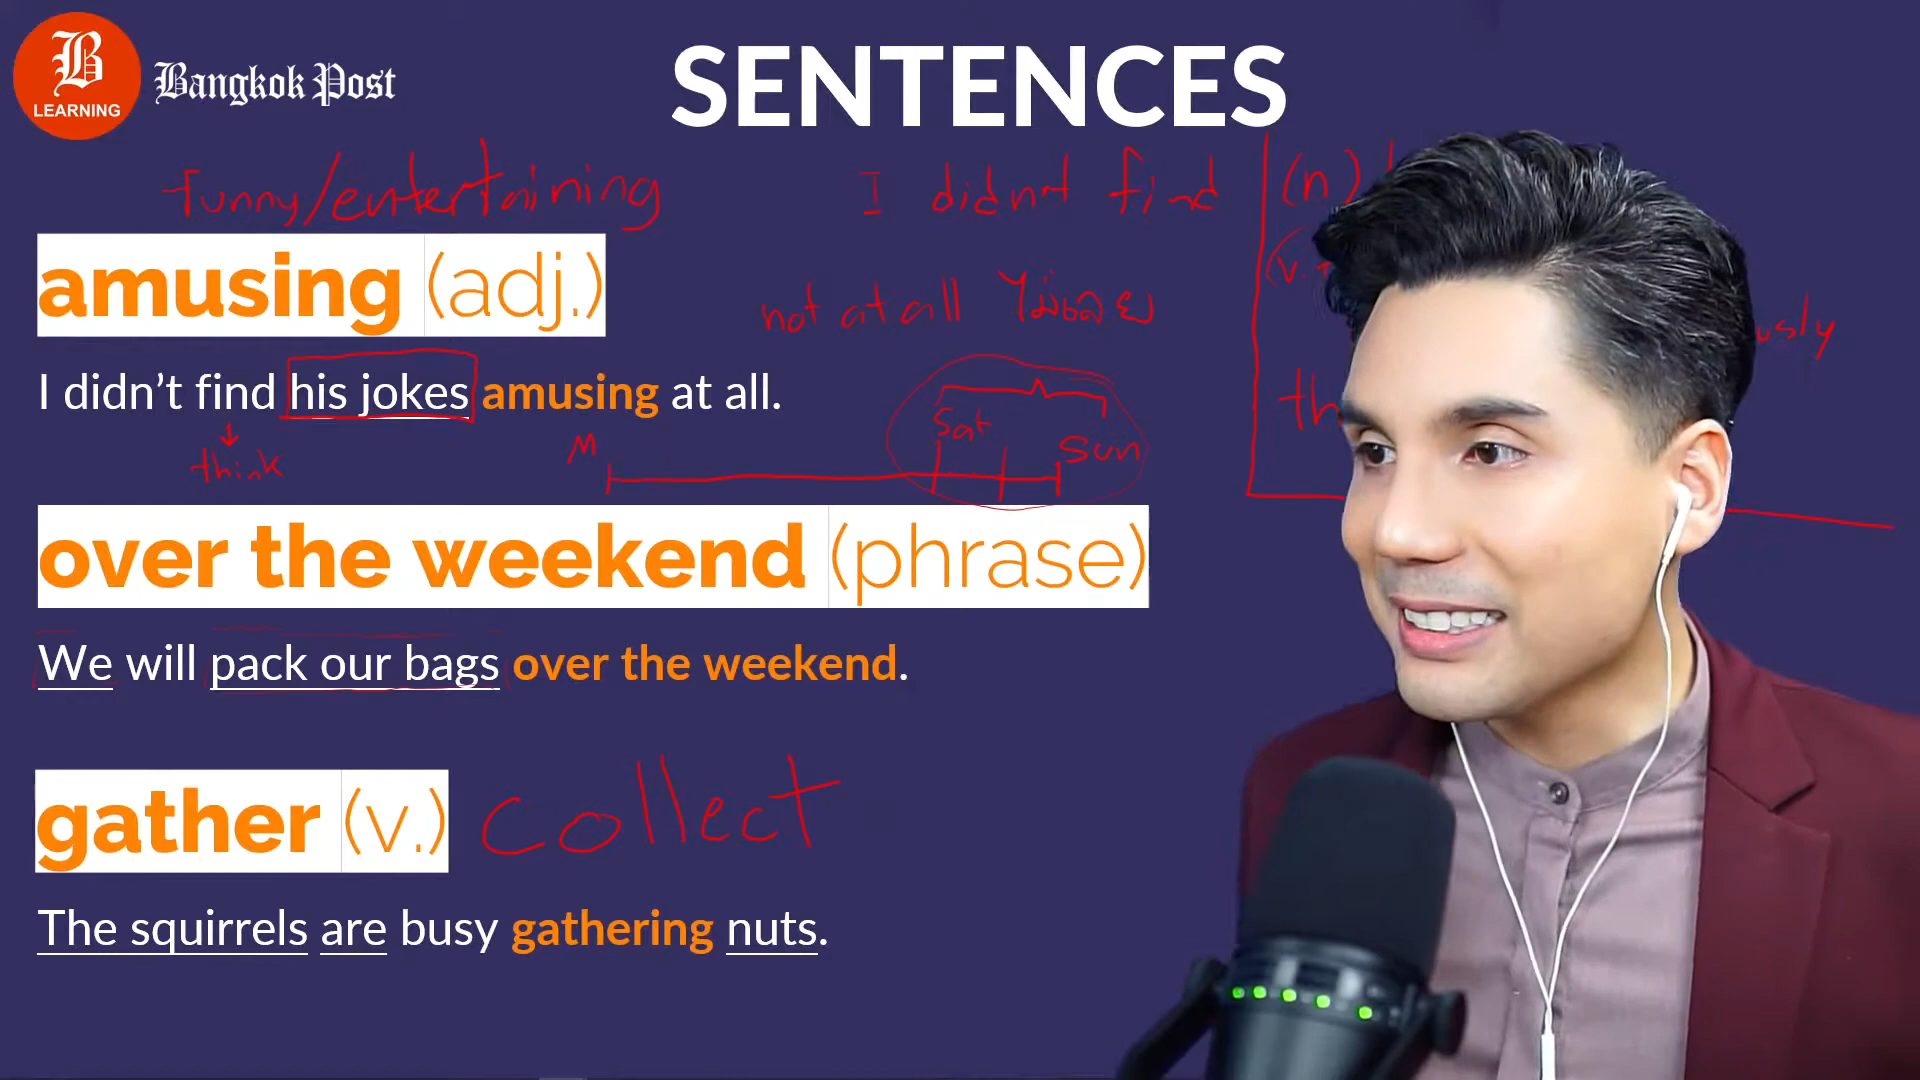 SENTENCES
B
LEARNING
Bangkok Post
funny/entertaining
I didn't find
(n)
amusing (adj.)
not at all ไม่เลย
usly
I didn't find his jokes amusing at all.
think
M
Sat
Sun
th
over the weekend (phrase)
We will pack our bags over the weekend.
gather (v.) collect
The squirrels are busy gathering nuts.